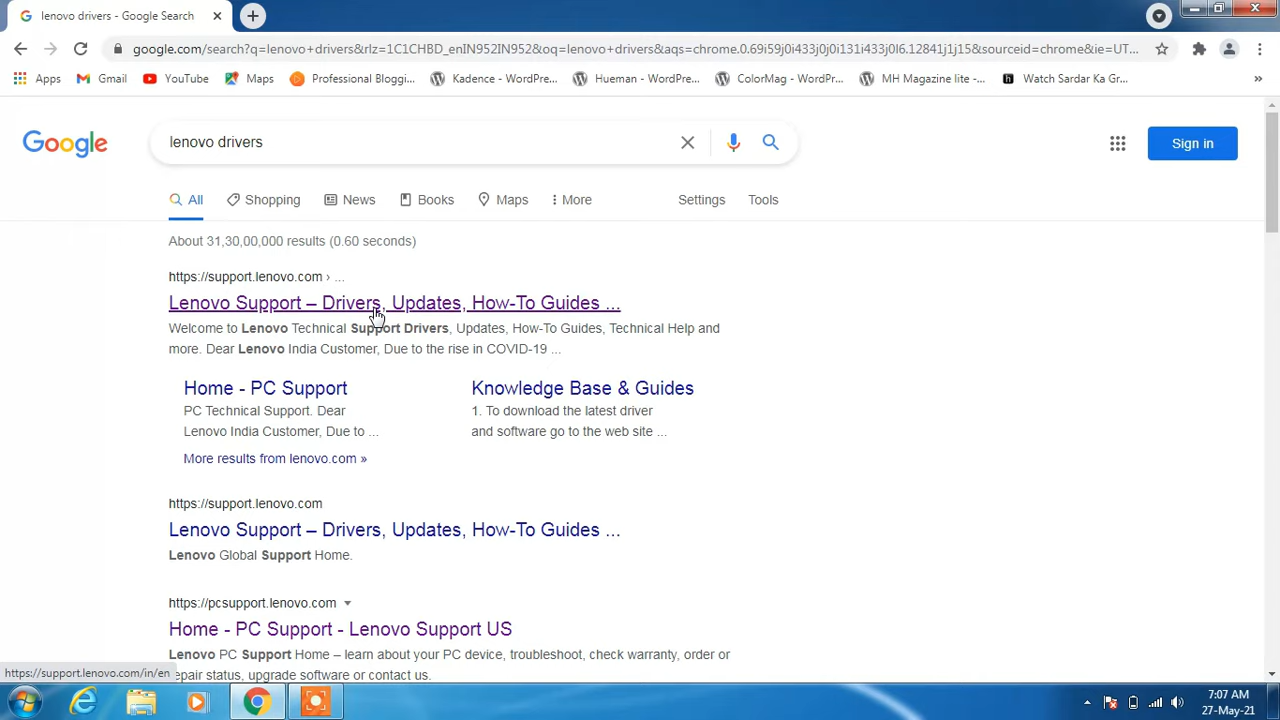 lenovo drivers - Google Search
google.com/search?q=lenovo+drivers&rlz=1C1CHBD_enIN952IN952&oq=lenovo+drivers&aqs=chrome.0.69i59j0i433j0j0i131i433j0l6.12841j1j15&sourceid=chrome&ie=UT...
Apps Gmail YouTube Maps Professional Bloggi... Kadence - WordPre... Hueman - WordPre... ColorMag - WordPr... MH Magazine lite -... Watch Sardar Ka Gr... »
Google lenovo drivers Sign in
All Shopping News Books Maps More Settings Tools
About 31,30,00,000 results (0.60 seconds)
https://support.lenovo.com › ...
Lenovo Support – Drivers, Updates, How-To Guides ...
Welcome to Lenovo Technical Support Drivers, Updates, How-To Guides, Technical Help and
more. Dear Lenovo India Customer, Due to the rise in COVID-19 ...
Home - PC Support
PC Technical Support. Dear
Lenovo India Customer, Due to ...
Knowledge Base & Guides
1. To download the latest driver
and software go to the web site ...
More results from lenovo.com »
https://support.lenovo.com
Lenovo Support – Drivers, Updates, How-To Guides ...
Lenovo Global Support Home.
https://pcsupport.lenovo.com
Home - PC Support - Lenovo Support US
Lenovo PC Support Home – learn about your PC device, troubleshoot, check warranty, order or
repair status, upgrade software or contact us.
https://support.lenovo.com/in/en
7:07 AM
27-May-21